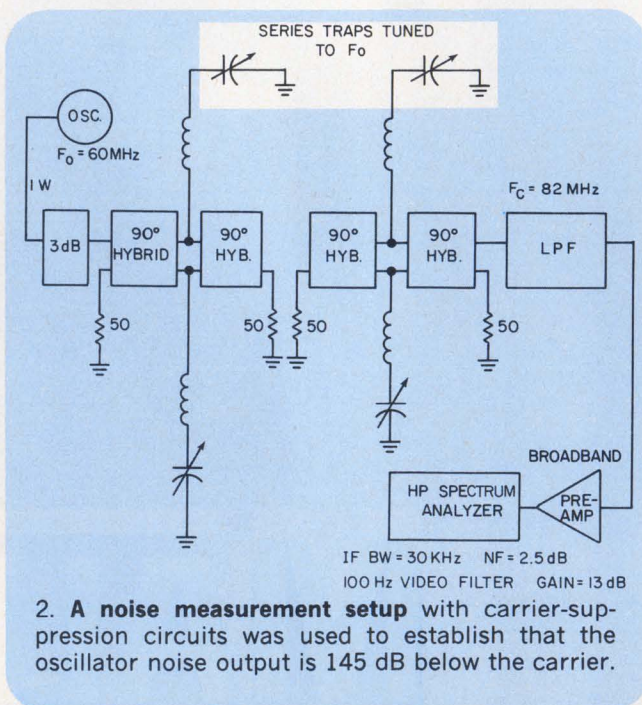 SERIES TRAPS TUNED
TO Fo
OSC.
Fo = 60MHz
1 W
3dB
90°
HYBRID
90°
HYB.
90°
HYB.
90°
HYB.
FC = 82 MHz
LPF
50
50
50
50
BROADBAND
HP SPECTRUM
ANALYZER
PRE-
AMP
IF BW = 30 KHz NF = 2.5 dB
100 Hz VIDEO FILTER GAIN = 13 dB
2. A noise measurement setup with carrier-sup-
pression circuits was used to establish that the
oscillator noise output is 145 dB below the carrier.